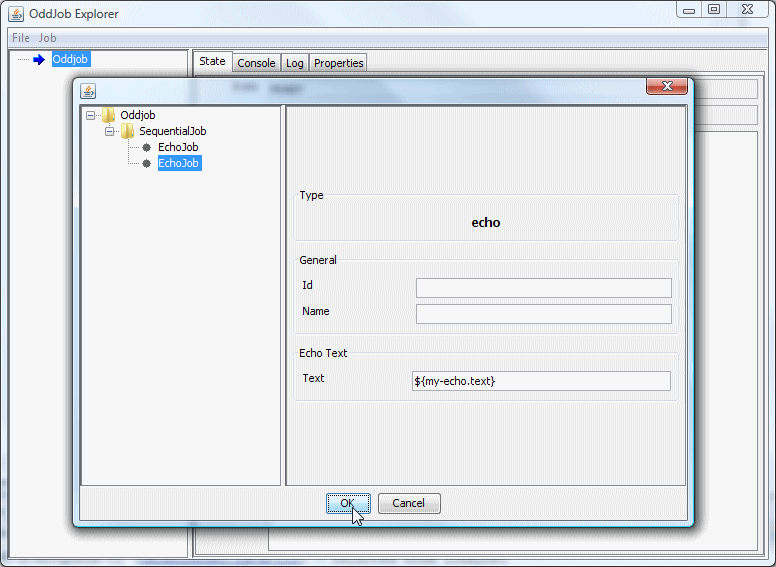 OddJob Explorer
File Job
Oddjob
State Console Log Properties
Oddjob
SequentialJob
EchoJob
EchoJob
Type
echo
General
Id
Name
Echo Text
Text ${my-echo.text}
OK Cancel